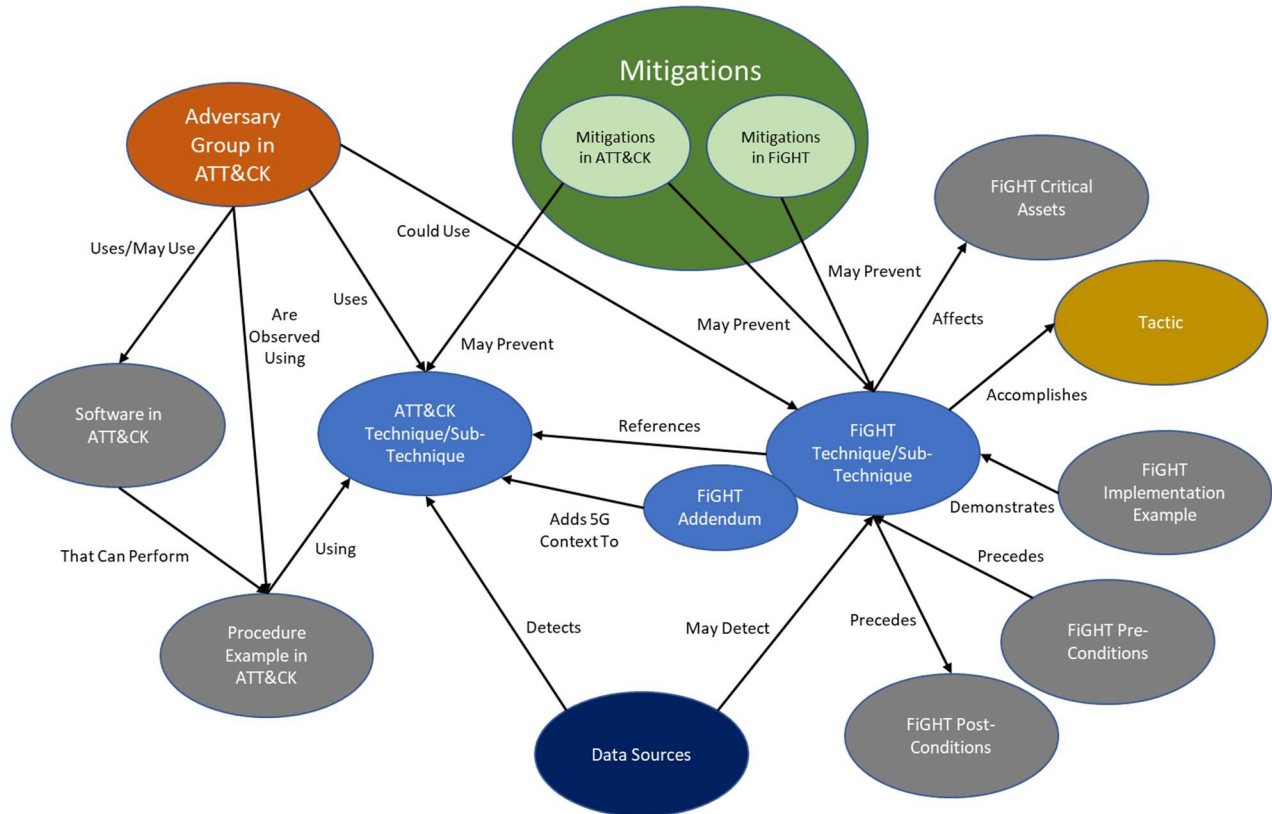 Mitigations
Adversary
Group in
ATT&CK
Mitigations
in ATT&CK
Mitigations
in FiGHT
FiGHT Critical
Assets
Uses/May Use
Could Use
Uses
Are
Observed
Using
May Prevent
May Prevent
May Prevent
Affects
Tactic
Accomplishes
Software in
ATT&CK
ATT&CK
Technique/Sub-
Technique
References
FiGHT
Technique/Sub-
Technique
FiGHT
Addendum
Adds 5G
Context To
Demonstrates
FiGHT
Implementation
Example
That Can Perform
Using
Precedes
Procedure
Example in
ATT&CK
Detects
May Detect
Precedes
FiGHT Pre-
Conditions
Data Sources
FiGHT Post-
Conditions